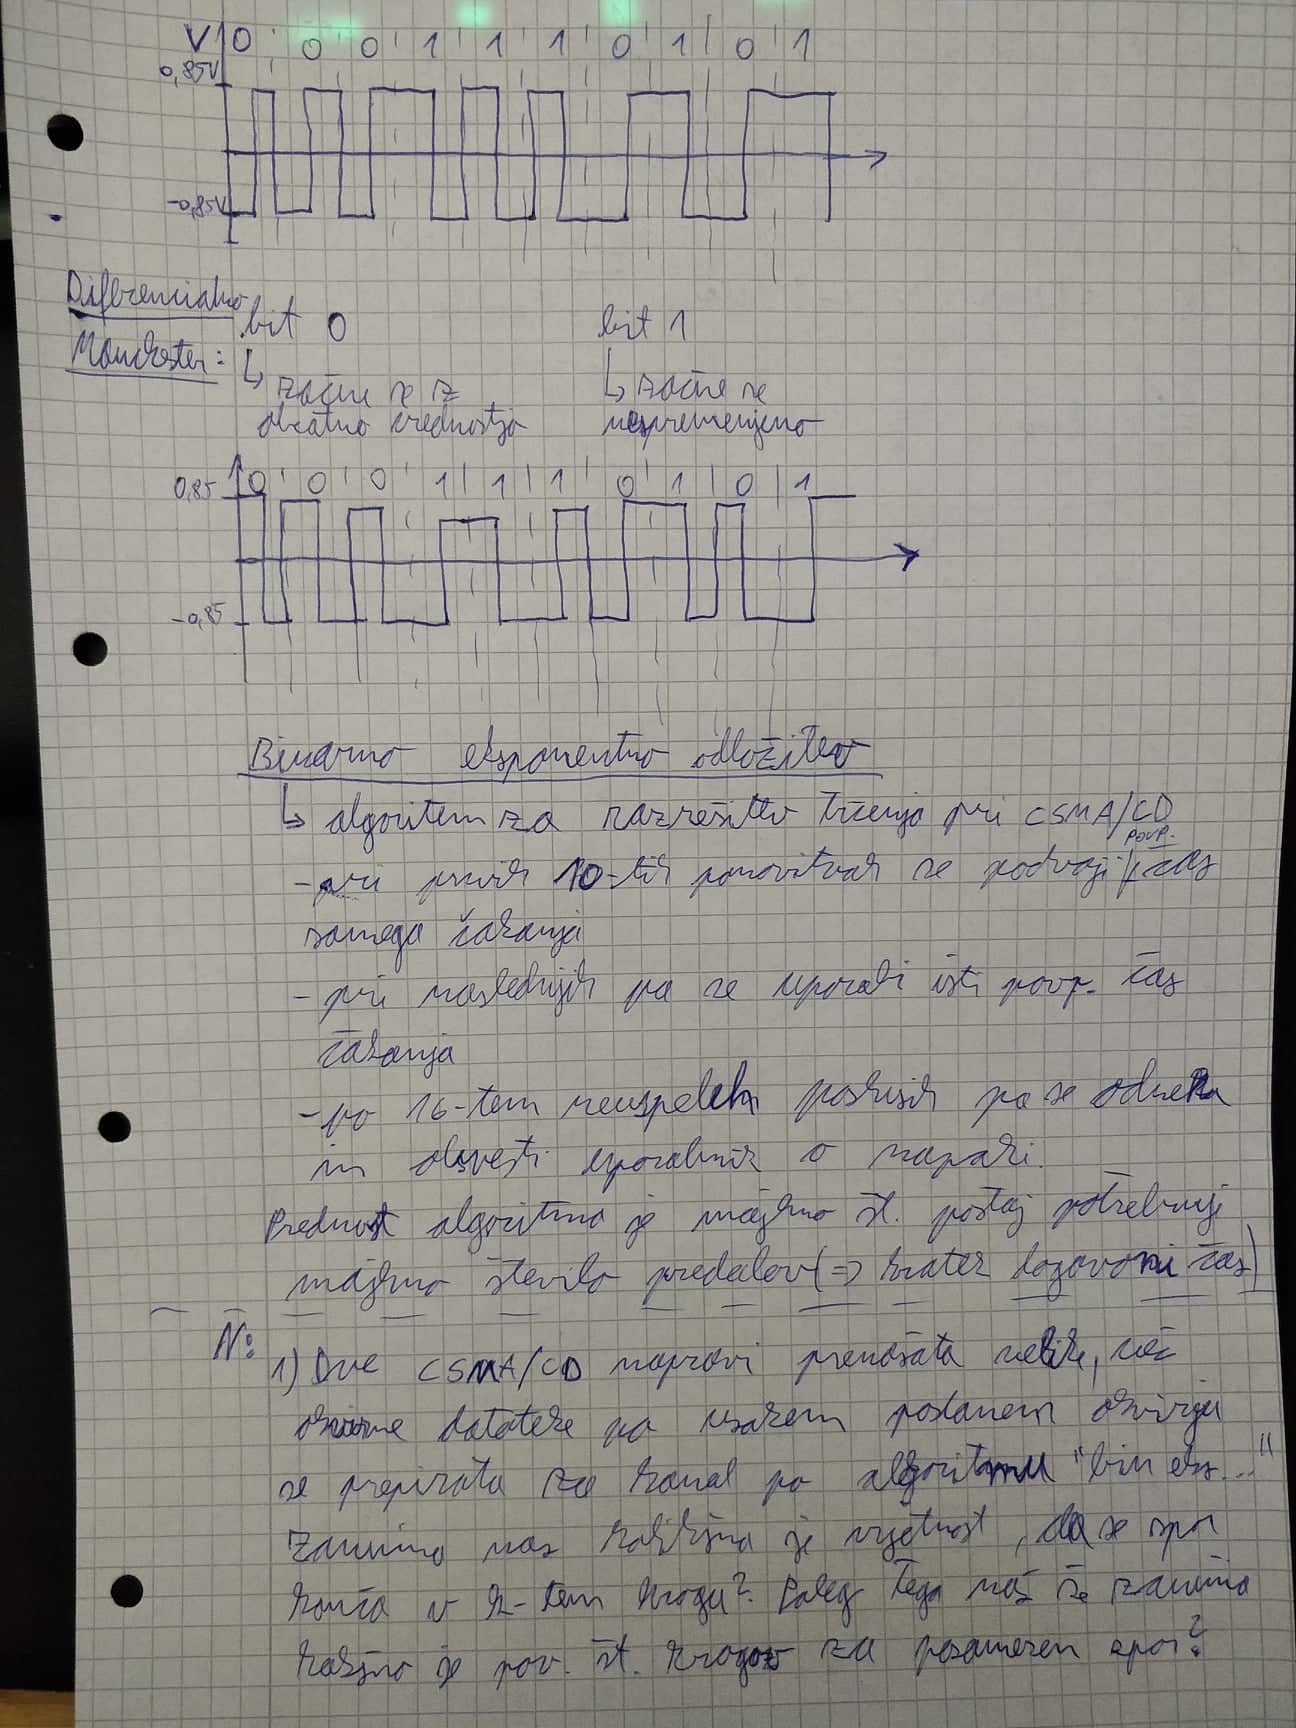 V 0 0 0 1 1 1 0 1 0 1
0,85V
-0,85V
Diferencialno
Manchester:
bit 0 bit 1
↳ začne se z ↳ začne se
obratno vrednostjo nespremenjeno
0,85 0 0 0 1 1 1 0 1 0 1
-0,85
Binarno eksponentno odložitev
↳ algoritem za razrešitev trčenja pri CSMA/CD
povp.
- pri prvih 10-tih ponovitvah se podvoji čas
samega čakanja
- pri naslednjih pa se uporabi isti povp. čas
čakanja
- po 16-tem neuspelem poskusih pa se odneha
in obvesti uporabnik o napaki.
Prednost algoritma je majhno št. postaj potrebuje
majhno število predalov (=> kratek dogovorni čas)
N:
1) Dve CSMA/CD napravi prenašata velike, več
okvirne datoteke po vsakem poslanem okvirju
se prepirata za kanal po algoritmu "bin eks..."
Zanima nas kolikšna je verjetnost, da se spor
konča v k-tem krogu? Poleg tega nas še zanima
kakšno je pov. št. krogov za posamezen spor?